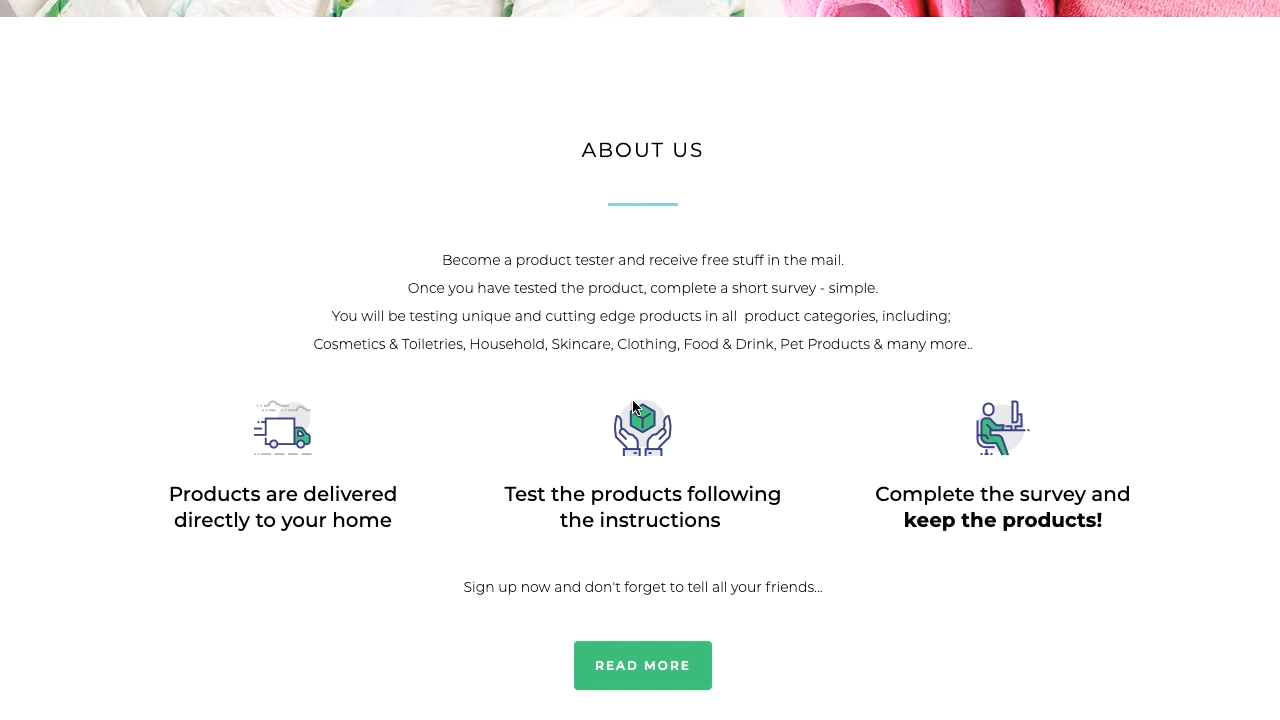 ABOUT US
Become a product tester and receive free stuff in the mail.
Once you have tested the product, complete a short survey - simple.
You will be testing unique and cutting edge products in all  product categories, including;
Cosmetics & Toiletries, Household, Skincare, Clothing, Food & Drink, Pet Products & many more..
Products are delivered
directly to your home
Test the products following
the instructions
Complete the survey and
keep the products!
Sign up now and don't forget to tell all your friends...
READ MORE